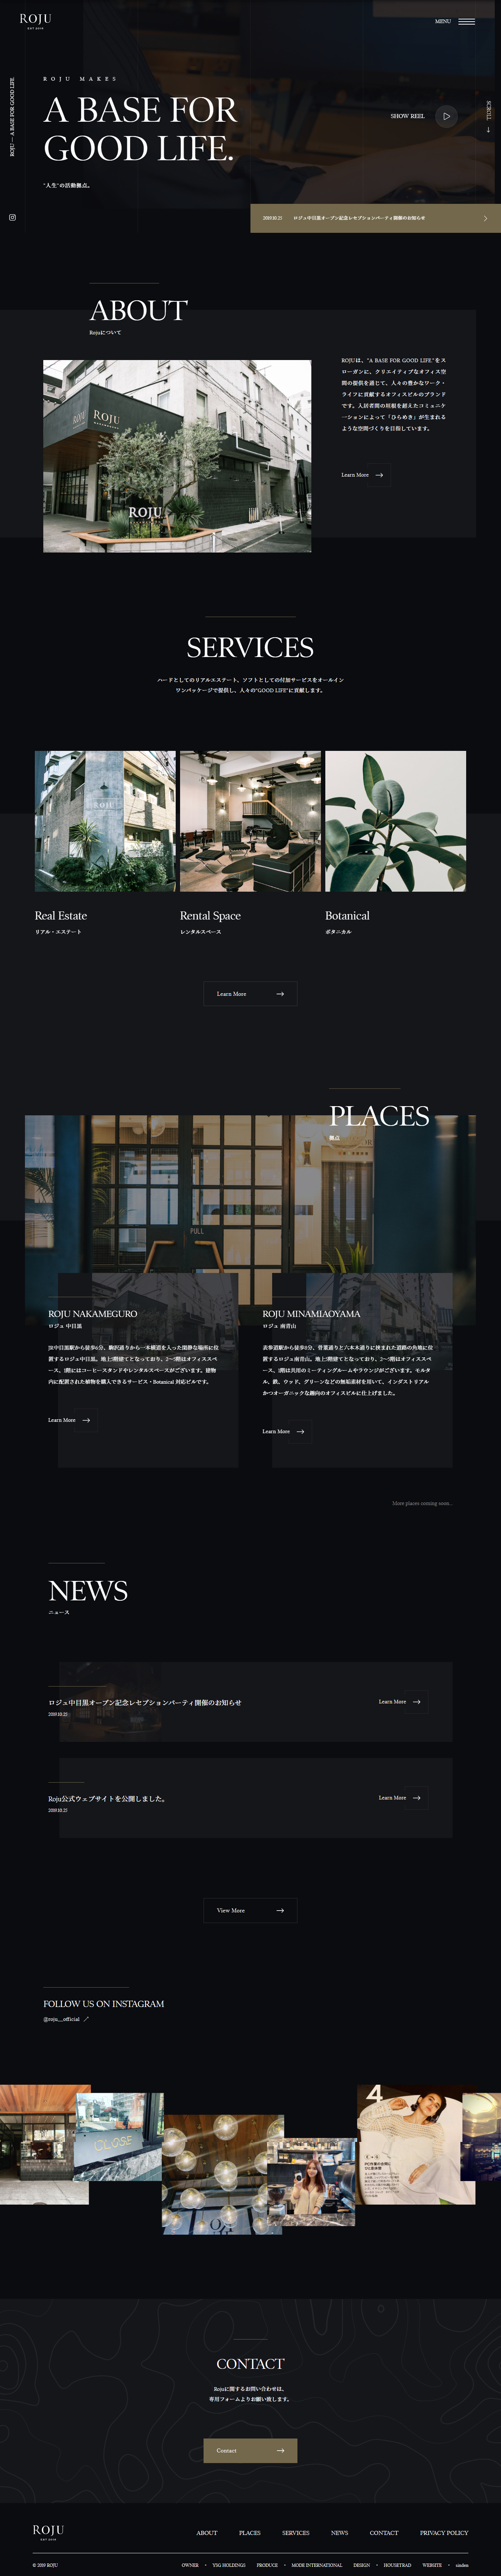 ROJU
EST 2019
MENU
ROJU — A BASE FOR GOOD LIFE.
ROJU MAKES
A BASE FOR
GOOD LIFE.
"人生"の活動拠点。
SHOW REEL
SCROLL
2019.10.25 ロジュ中目黒オープン記念レセプションパーティ開催のお知らせ
ABOUT
Rojuについて
ROJU
ROJU
ROJU
ROJUは、"A BASE FOR GOOD LIFE."をス
ローガンに、クリエイティブなオフィス空
間の提供を通じて、人々の豊かなワーク・
ライフに貢献するオフィスビルのブランド
です。入居者間の垣根を超えたコミュニケ
ーションによって「ひらめき」が生まれる
ような空間づくりを目指しています。
Learn More
SERVICES
ハードとしてのリアルエステート、ソフトとしての付加サービスをオールイン
ワンパッケージで提供し、人々の"GOOD LIFE"に貢献します。
ROJU
Real Estate
リアル・エステート
Rental Space
レンタルスペース
Botanical
ボタニカル
Learn More
PLACES
拠点
PULL
ROJU NAKAMEGURO
ロジュ 中目黒
JR中目黒駅から徒歩6分、駒沢通りから一本横道を入った閑静な場所に位
置するロジュ中目黒。地上3階建てとなっており、2〜3階はオフィススペ
ース、1階にはコーヒースタンドやレンタルスペースがございます。建物
内に配置された植物を購入できるサービス・Botanical 対応ビルです。
Learn More
ROJU MINAMIAOYAMA
ロジュ 南青山
表参道駅から徒歩8分、骨董通りと六本木通りに挟まれた道路の角地に位
置するロジュ南青山。地上3階建てとなっており、2〜3階はオフィススペ
ース、1階は共用のミーティングルームやラウンジがございます。モルタ
ル、鉄、ウッド、グリーンなどの無垢素材を用いて、インダストリアル
かつオーガニックな趣向のオフィスビルに仕上げました。
Learn More
More places coming soon...
NEWS
ニュース
ロジュ中目黒オープン記念レセプションパーティ開催のお知らせ
2019.10.25
Learn More
Roju公式ウェブサイトを公開しました。
2019.10.25
Learn More
View More
FOLLOW US ON INSTAGRAM
@roju__official
CLOSE
4
CONTACT
Rojuに関するお問い合わせは、
専用フォームよりお願い致します。
Contact
ROJU
EST 2019
ABOUT PLACES SERVICES NEWS CONTACT PRIVACY POLICY
© 2019 ROJU
OWNER • YSG HOLDINGS PRODUCE • MODE INTERNATIONAL DESIGN • HOUSETRAD WEBSITE • sinden